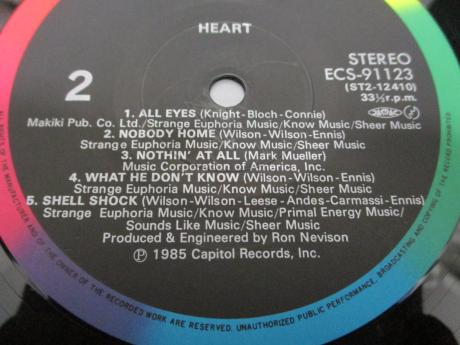 HEART
2
STEREO
ECS-91123
(ST2-12410)
33⅓r.p.m.
1. ALL EYES (Knight-Bloch-Connie)
Makiki Pub. Co. Ltd./Strange Euphoria Music/Know Music/Sheer Music
2. NOBODY HOME (Wilson-Wilson-Ennis)
Strange Euphoria Music/Know Music/Sheer Music
3. NOTHIN' AT ALL (Mark Mueller)
Music Corporation of America, Inc.
4. WHAT HE DON'T KNOW (Wilson-Wilson-Ennis)
Strange Euphoria Music/Know Music/Sheer Music
5. SHELL SHOCK (Wilson-Wilson-Leese-Andes-Carmassi-Ennis)
Strange Euphoria Music/Know Music/Primal Energy Music/
Sounds Like Music/Sheer Music
Produced & Engineered by Ron Nevison
℗ 1985 Capitol Records, Inc.
OF THE MANUFACTURER AND OF THE OWNER OF THE RECORDED WORK ARE RESERVED. UNAUTHORIZED PUBLIC PERFORMANCE, BROADCASTING AND COPYING OF THE RECORD PROHIBITED.